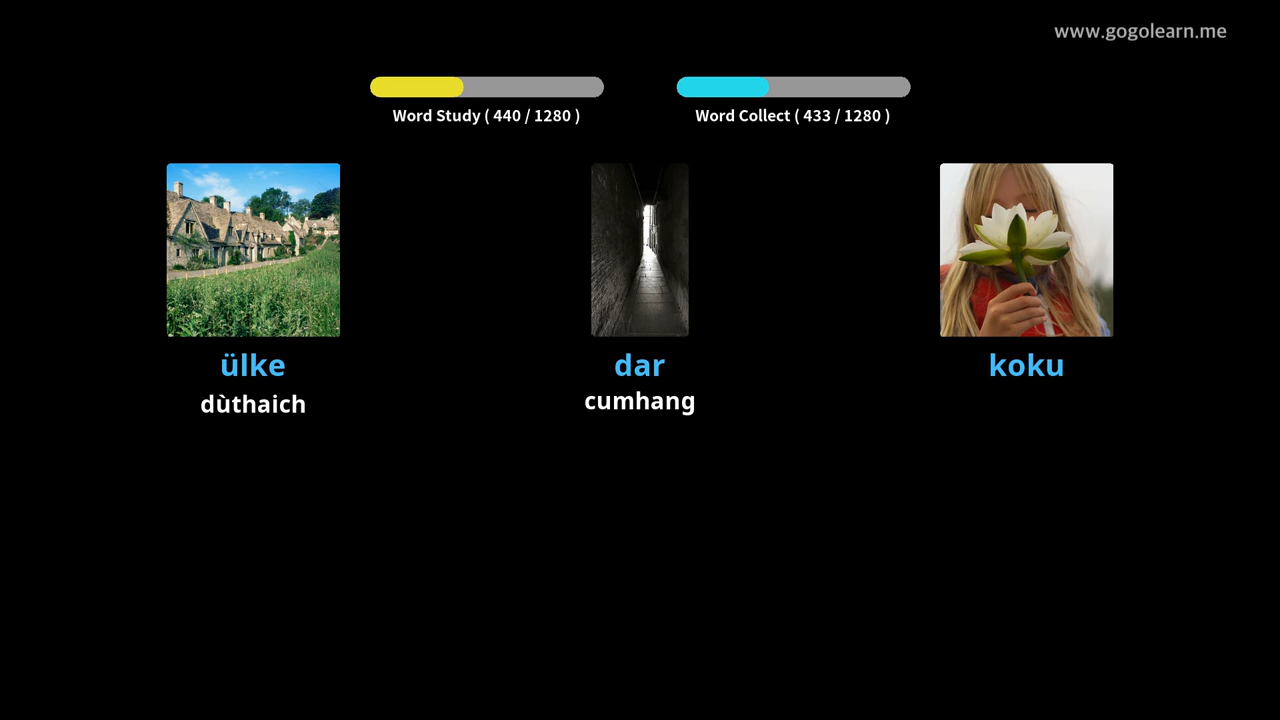 www.gogolearn.me
Word Study ( 440 / 1280 )
Word Collect ( 433 / 1280 )
ülke
dar
koku
dùthaich
cumhang